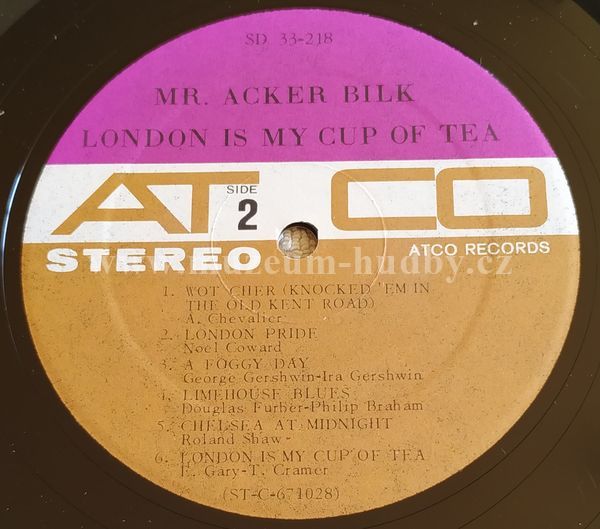 SD 33-218
MR. ACKER BILK
LONDON IS MY CUP OF TEA
ATCO
SIDE
2
STEREO
ATCO RECORDS
www.muzeum-hudby.cz
1. WOT CHER (KNOCKED 'EM IN
THE OLD KENT ROAD)
A. Chevalier
2. LONDON PRIDE
Noel Coward
3. A FOGGY DAY
George Gershwin-Ira Gershwin
4. LIMEHOUSE BLUES
Douglas Furber-Philip Braham
5. CHELSEA AT MIDNIGHT
Roland Shaw
6. LONDON IS MY CUP OF TEA
E. Gary-T. Cramer
(ST-C-671028)